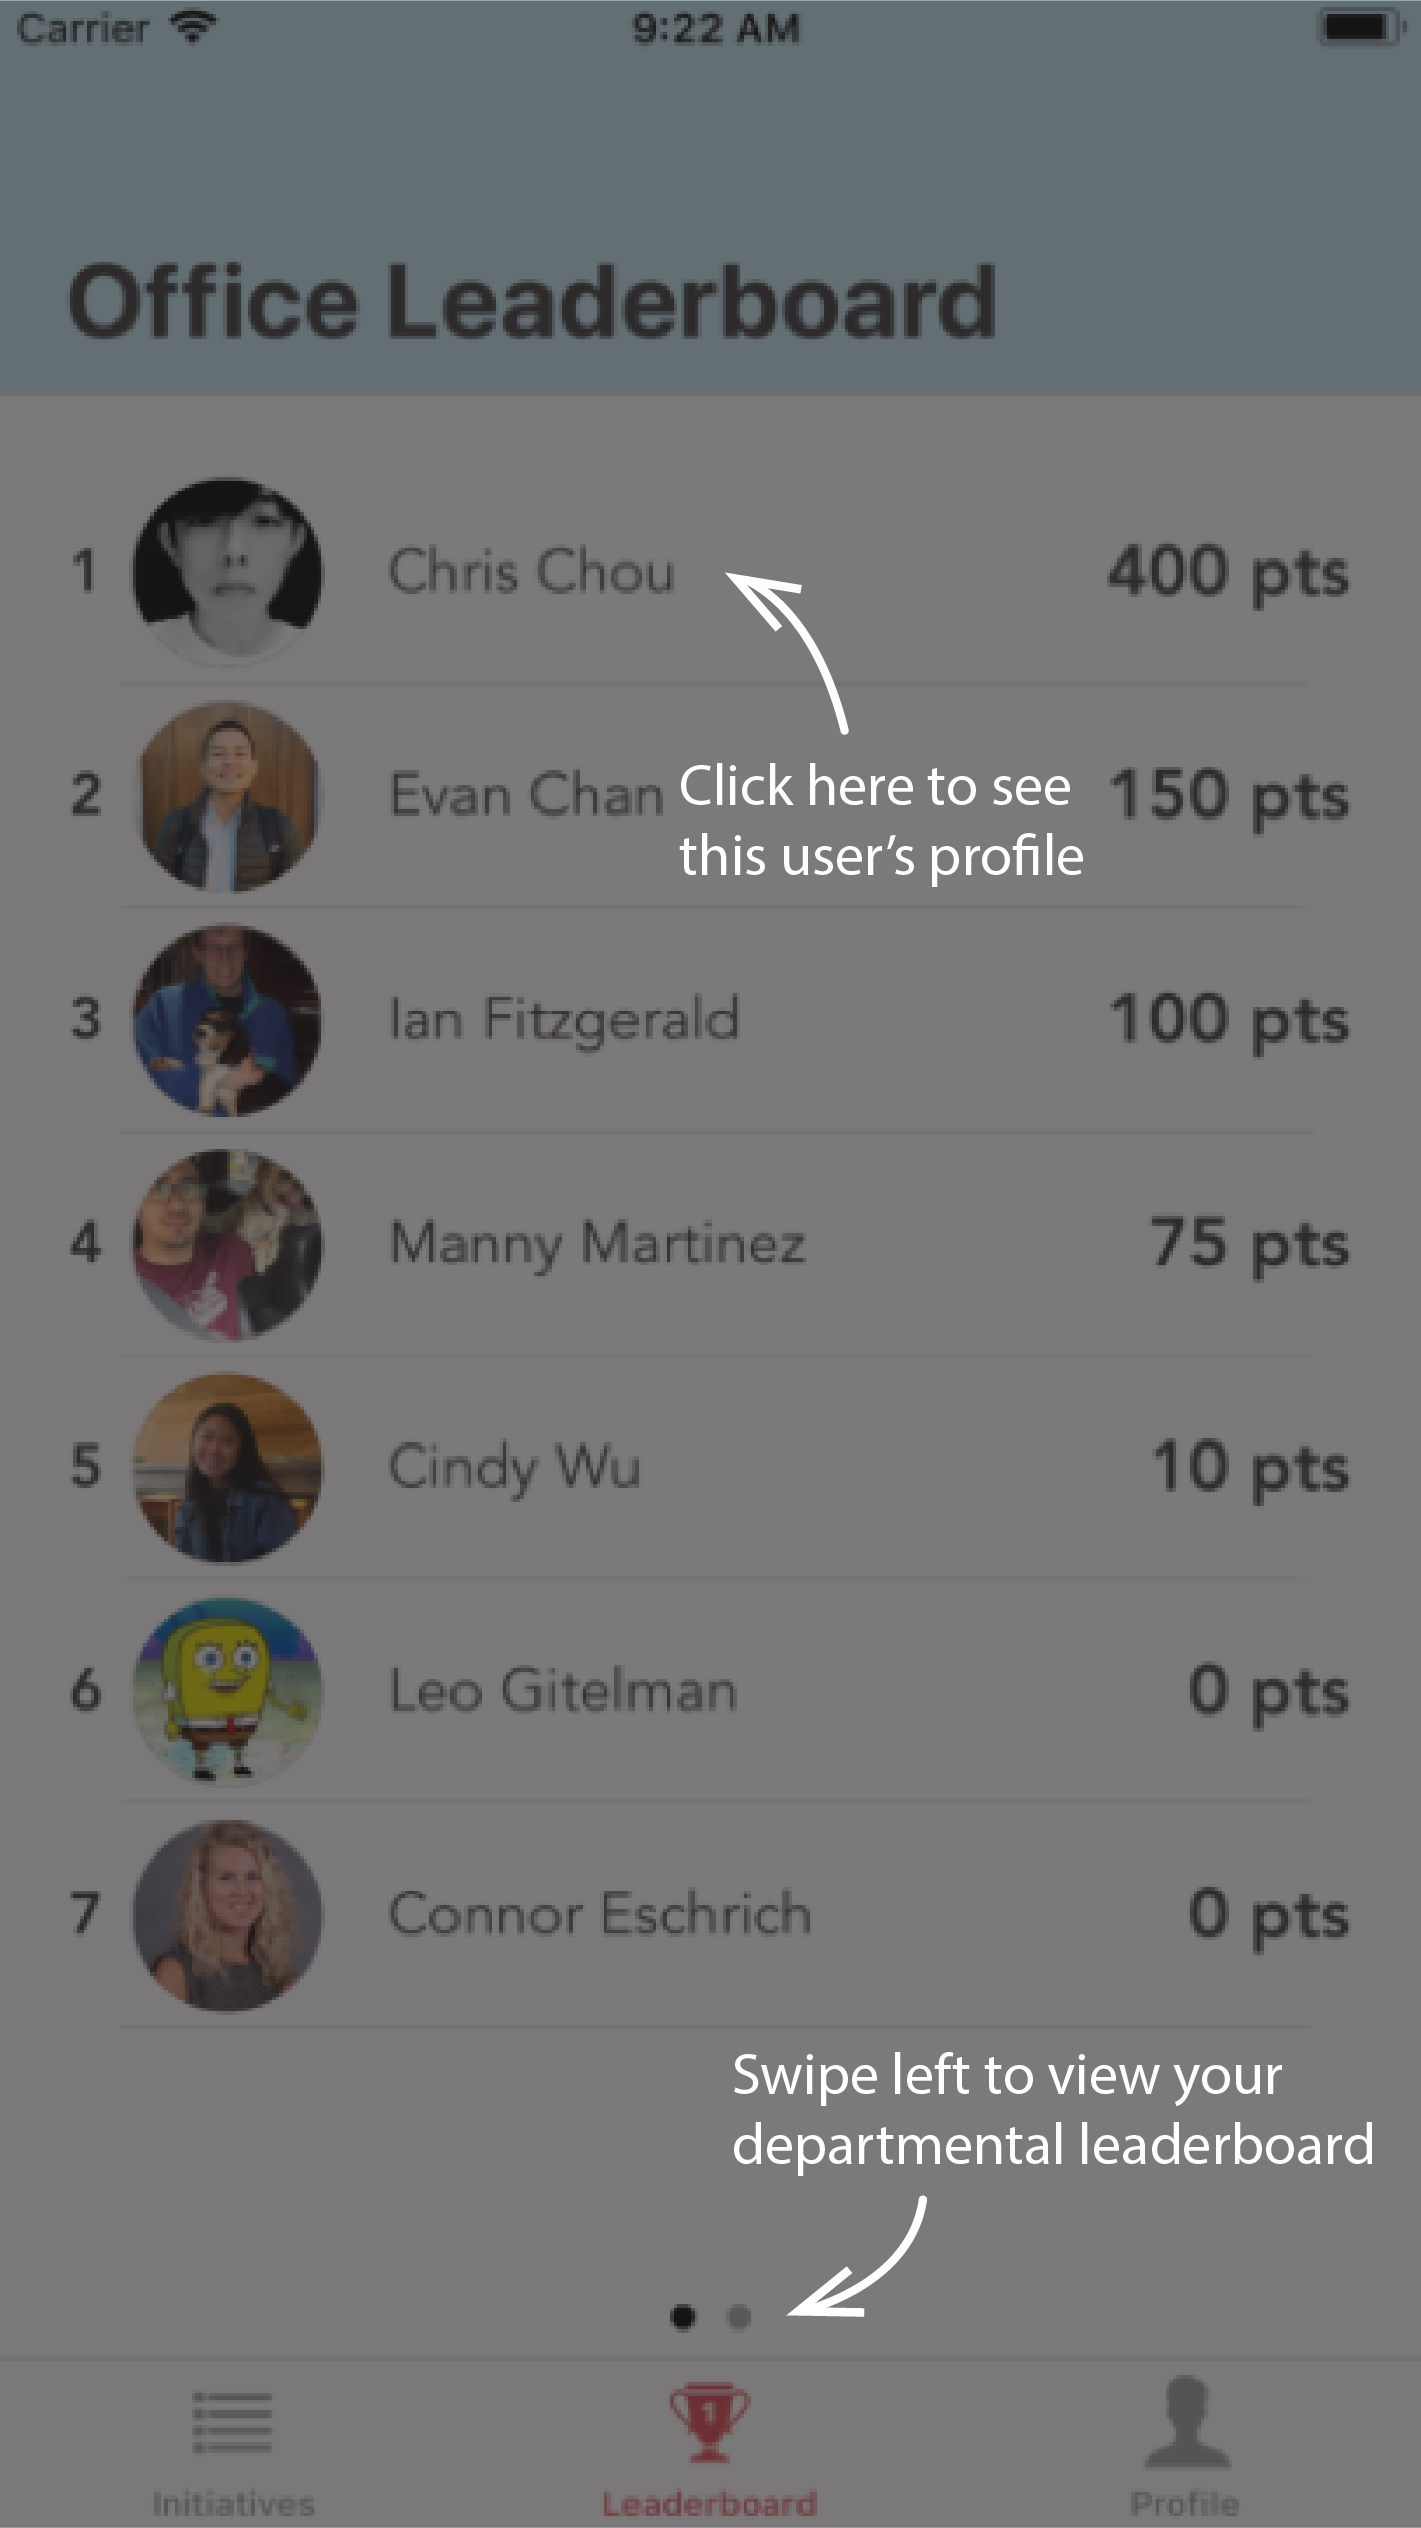 Carrier 9:22 AM
Office Leaderboard
1 Chris Chou 400 pts
2 Evan Chan 150 pts
Click here to see
this user's profile
3 Ian Fitzgerald 100 pts
4 Manny Martinez 75 pts
5 Cindy Wu 10 pts
6 Leo Gitelman 0 pts
7 Connor Eschrich 0 pts
Swipe left to view your
departmental leaderboard
1
Initiatives Leaderboard Profile